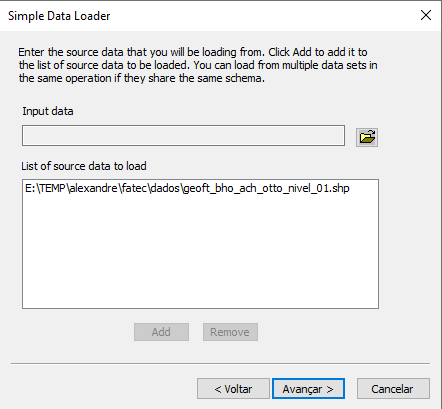 Simple Data Loader
Enter the source data that you will be loading from. Click Add to add it to
the list of source data to be loaded. You can load from multiple data sets in
the same operation if they share the same schema.
Input data
List of source data to load
E:\TEMP\alexandre\fatec\dados\geoft_bho_ach_otto_nivel_01.shp
Add Remove
< Voltar Avançar > Cancelar